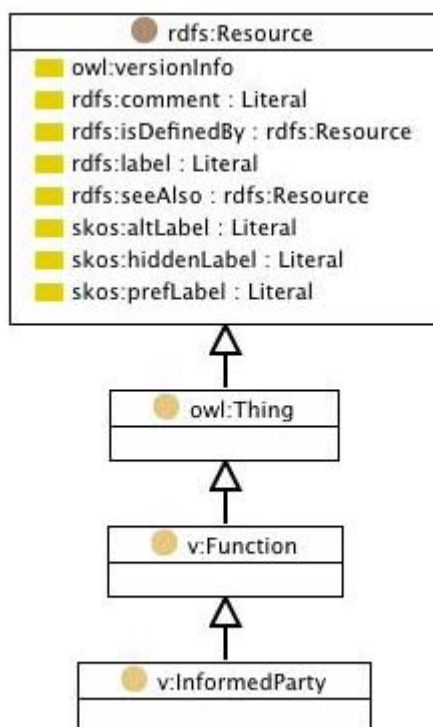 rdfs:Resource
owl:versionInfo
rdfs:comment : Literal
rdfs:isDefinedBy : rdfs:Resource
rdfs:label : Literal
rdfs:seeAlso : rdfs:Resource
skos:altLabel : Literal
skos:hiddenLabel : Literal
skos:prefLabel : Literal
owl:Thing
v:Function
v:InformedParty